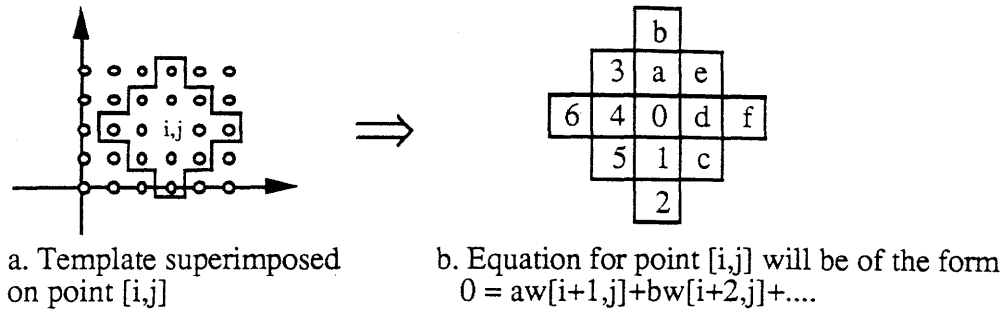 i,j
b
3 a e
6 4 0 d f
5 1 c
2
a. Template superimposed
on point [i,j]
b. Equation for point [i,j] will be of the form
0 = aw[i+1,j]+bw[i+2,j]+....